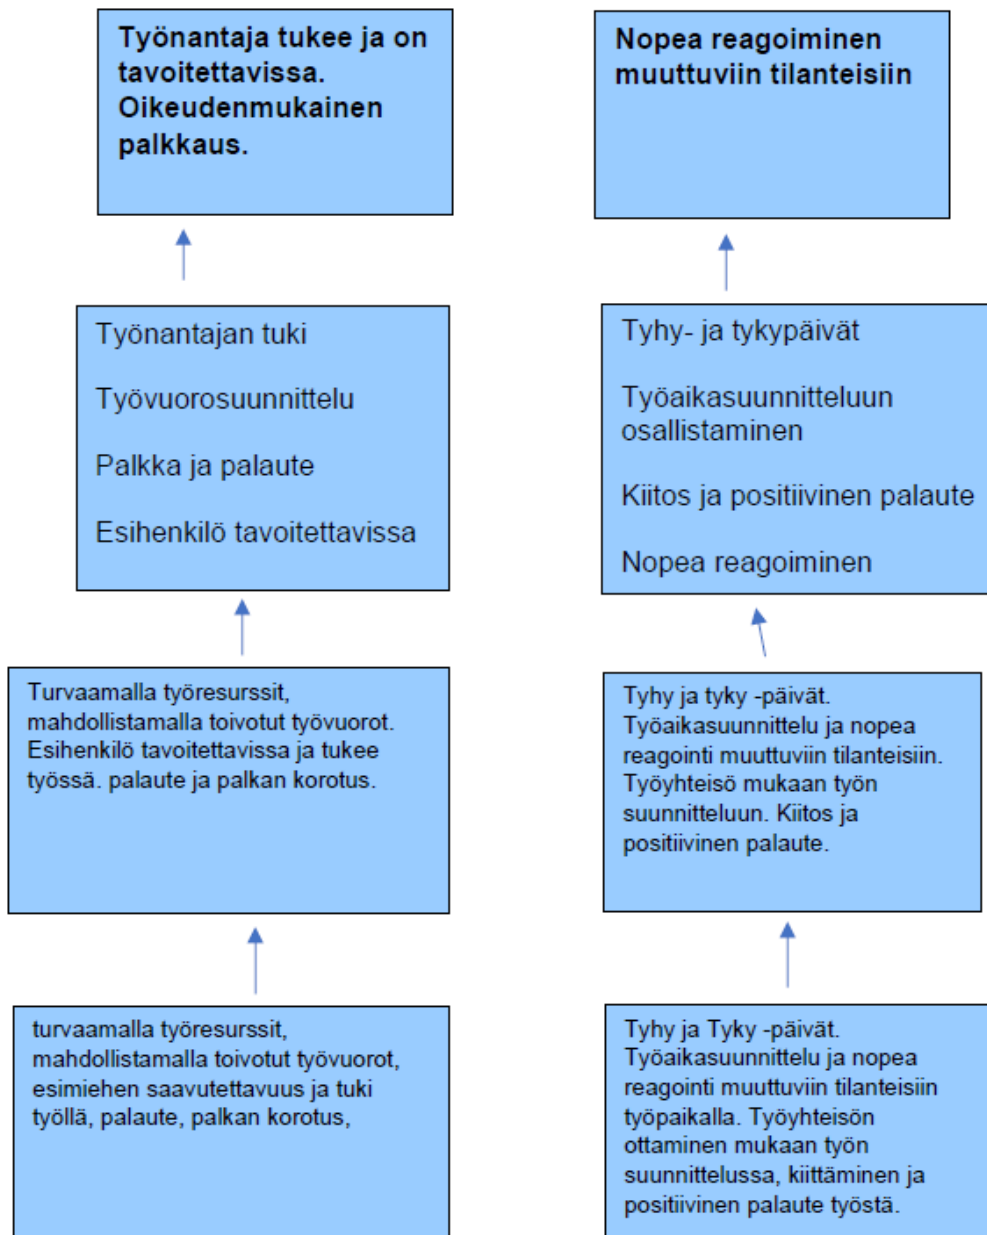 Työnantaja tukee ja on
tavoitettavissa.
Oikeudenmukainen
palkkaus.
Nopea reagoiminen
muuttuviin tilanteisiin
Työnantajan tuki
Työvuorosuunnittelu
Palkka ja palaute
Esihenkilö tavoitettavissa
Tyhy- ja tykypäivät
Työaikasuunnitteluun
osallistaminen
Kiitos ja positiivinen palaute
Nopea reagoiminen
Turvaamalla työresurssit,
mahdollistamalla toivotut työvuorot.
Esihenkilö tavoitettavissa ja tukee
työssä. palaute ja palkan korotus.
Tyhy ja tyky -päivät.
Työaikasuunnittelu ja nopea
reagointi muuttuviin tilanteisiin.
Työyhteisö mukaan työn
suunnitteluun. Kiitos ja
positiivinen palaute.
turvaamalla työresurssit,
mahdollistamalla toivotut työvuorot,
esimiehen saavutettavuus ja tuki
työllä, palaute, palkan korotus,
Tyhy ja Tyky -päivät.
Työaikasuunnittelu ja nopea
reagointi muuttuviin tilanteisiin
työpaikalla. Työyhteisön
ottaminen mukaan työn
suunnittelussa, kiittäminen ja
positiivinen palaute työstä.